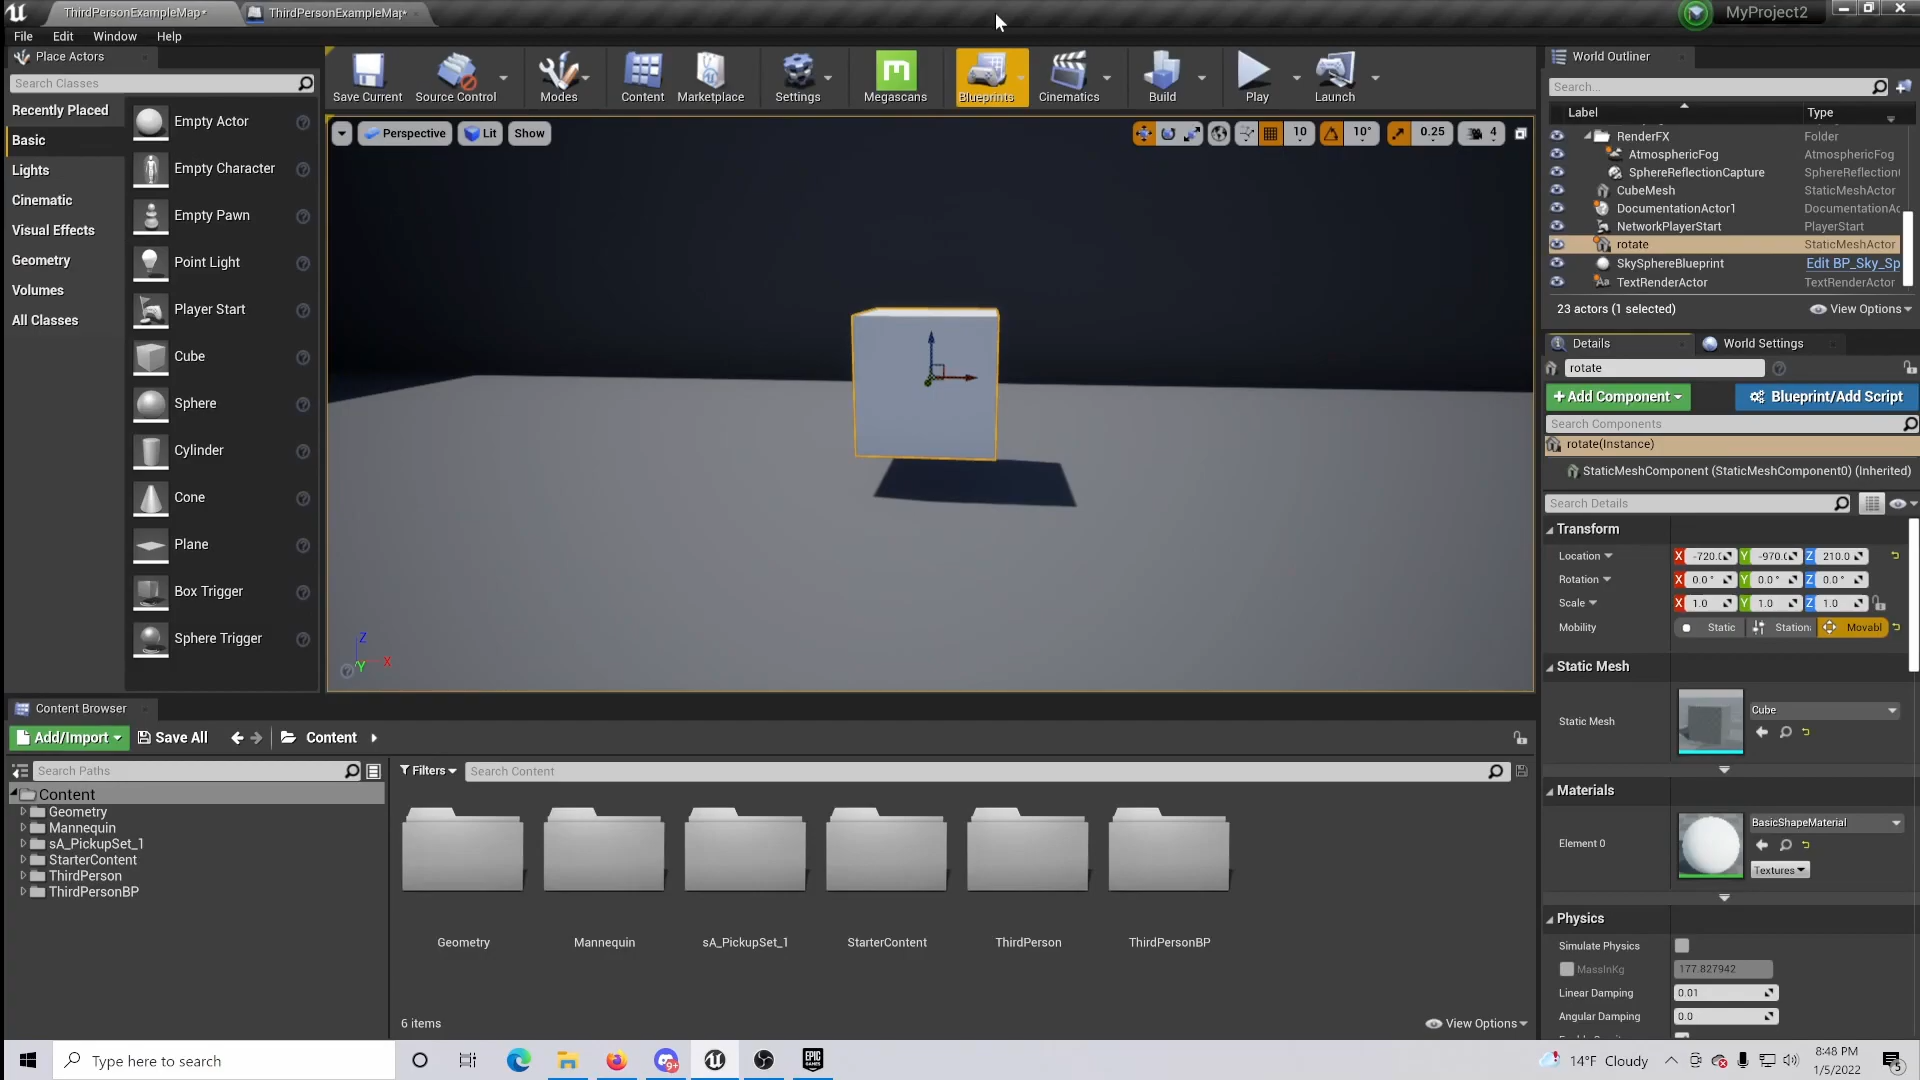 ThirdPersonExampleMap*
ThirdPersonExampleMap*
MyProject2
File Edit Window Help
Place Actors
Search Classes
Recently Placed
Basic
Lights
Cinematic
Visual Effects
Geometry
Volumes
All Classes
Empty Actor
Empty Character
Empty Pawn
Point Light
Player Start
Cube
Sphere
Cylinder
Cone
Plane
Box Trigger
Sphere Trigger
Save Current
Source Control
Modes
Content
Marketplace
Settings
Megascans
Blueprints
Cinematics
Build
Play
Launch
Perspective
Lit
Show
10
10°
0.25
4
Z
Y
X
World Outliner
Search...
Label Type
RenderFX Folder
AtmosphericFog AtmosphericFog
SphereReflectionCapture SphereReflection
CubeMesh StaticMeshActor
DocumentationActor1 DocumentationAc
NetworkPlayerStart PlayerStart
rotate StaticMeshActor
SkySphereBlueprint Edit BP_Sky_Sp
TextRenderActor TextRenderActor
23 actors (1 selected)
View Options
Details
World Settings
rotate
+ Add Component
Blueprint/Add Script
Search Components
rotate(Instance)
StaticMeshComponent (StaticMeshComponent0) (Inherited)
Search Details
Transform
Location X -720.( Y -970.( Z 210.0
Rotation X 0.0° Y 0.0° Z 0.0°
Scale X 1.0 Y 1.0 Z 1.0
Mobility Static Station Movabl
Static Mesh
Static Mesh
Cube
Materials
Element 0
BasicShapeMaterial
Textures
Physics
Simulate Physics
MassInKg 177.827942
Linear Damping 0.01
Angular Damping 0.0
Content Browser
Add/Import
Save All
Content
Search Paths
Filters
Search Content
Content
Geometry
Mannequin
sA_PickupSet_1
StarterContent
ThirdPerson
ThirdPersonBP
Geometry
Mannequin
sA_PickupSet_1
StarterContent
ThirdPerson
ThirdPersonBP
6 items
View Options
Type here to search
9+
EPIC
GAMES
14°F Cloudy
8:48 PM
1/5/2022
5